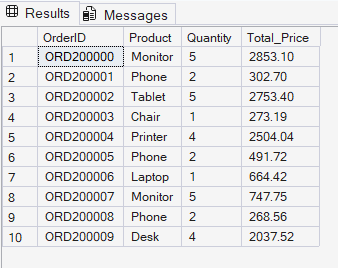 Results Messages
OrderID Product Quantity Total_Price
1 ORD200000 Monitor 5 2853.10
2 ORD200001 Phone 2 302.70
3 ORD200002 Tablet 5 2753.40
4 ORD200003 Chair 1 273.19
5 ORD200004 Printer 4 2504.04
6 ORD200005 Phone 2 491.72
7 ORD200006 Laptop 1 664.42
8 ORD200007 Monitor 5 747.75
9 ORD200008 Phone 2 268.56
10 ORD200009 Desk 4 2037.52